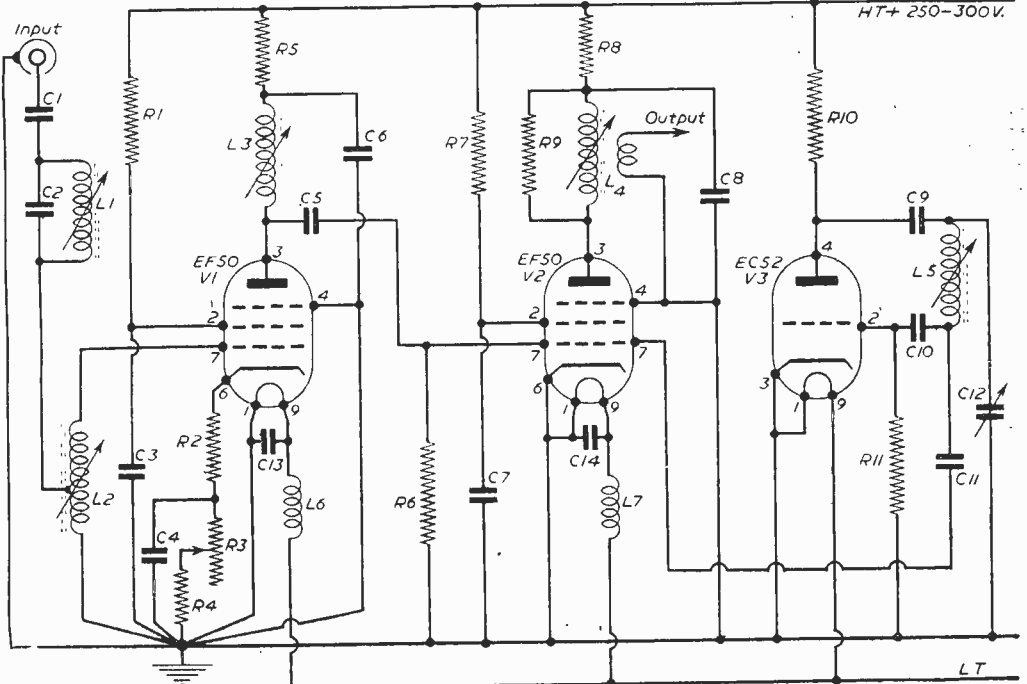 HT+ 250-300V.
Input
R5
R8
C1
R1
L3
C6
R7
R9
Output
R10
C2
L1
L4
C8
C5
C9
EF50
V1
3
EF50
V2
3
EC52
V3
4
L5
2
4
2
4
2
C10
7
7
7
6
6
3
1
9
1
9
1
9
C12
R2
C13
C14
R11
L2
C3
L6
R6
C7
L7
C11
C4
R3
R4
LT